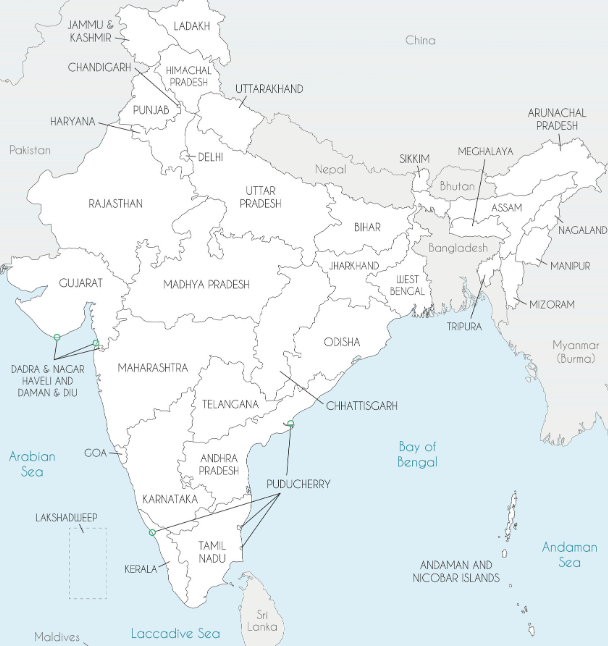 JAMMU &
KASHMIR
LADAKH
China
CHANDIGARH
HIMACHAL
PRADESH
UTTARAKHAND
PUNJAB
HARYANA
ARUNACHAL
PRADESH
Pakistan
DELHI
SIKKIM
MEGHALAYA
Nepal
Bhutan
RAJASTHAN
UTTAR
PRADESH
ASSAM
BIHAR
NAGALAND
Bangladesh
JHARKHAND
MANIPUR
GUJARAT
MADHYA PRADESH
WEST
BENGAL
MIZORAM
TRIPURA
ODISHA
Myanmar
(Burma)
DADRA & NAGAR
HAVELI AND
DAMAN & DIU
MAHARASHTRA
TELANGANA
CHHATTISGARH
Arabian
Sea
GOA
ANDHRA
PRADESH
Bay of
Bengal
PUDUCHERRY
KARNATAKA
LAKSHADWEEP
TAMIL
NADU
KERALA
ANDAMAN AND
NICOBAR ISLANDS
Andaman
Sea
Sri
Lanka
Maldives
Laccadive Sea